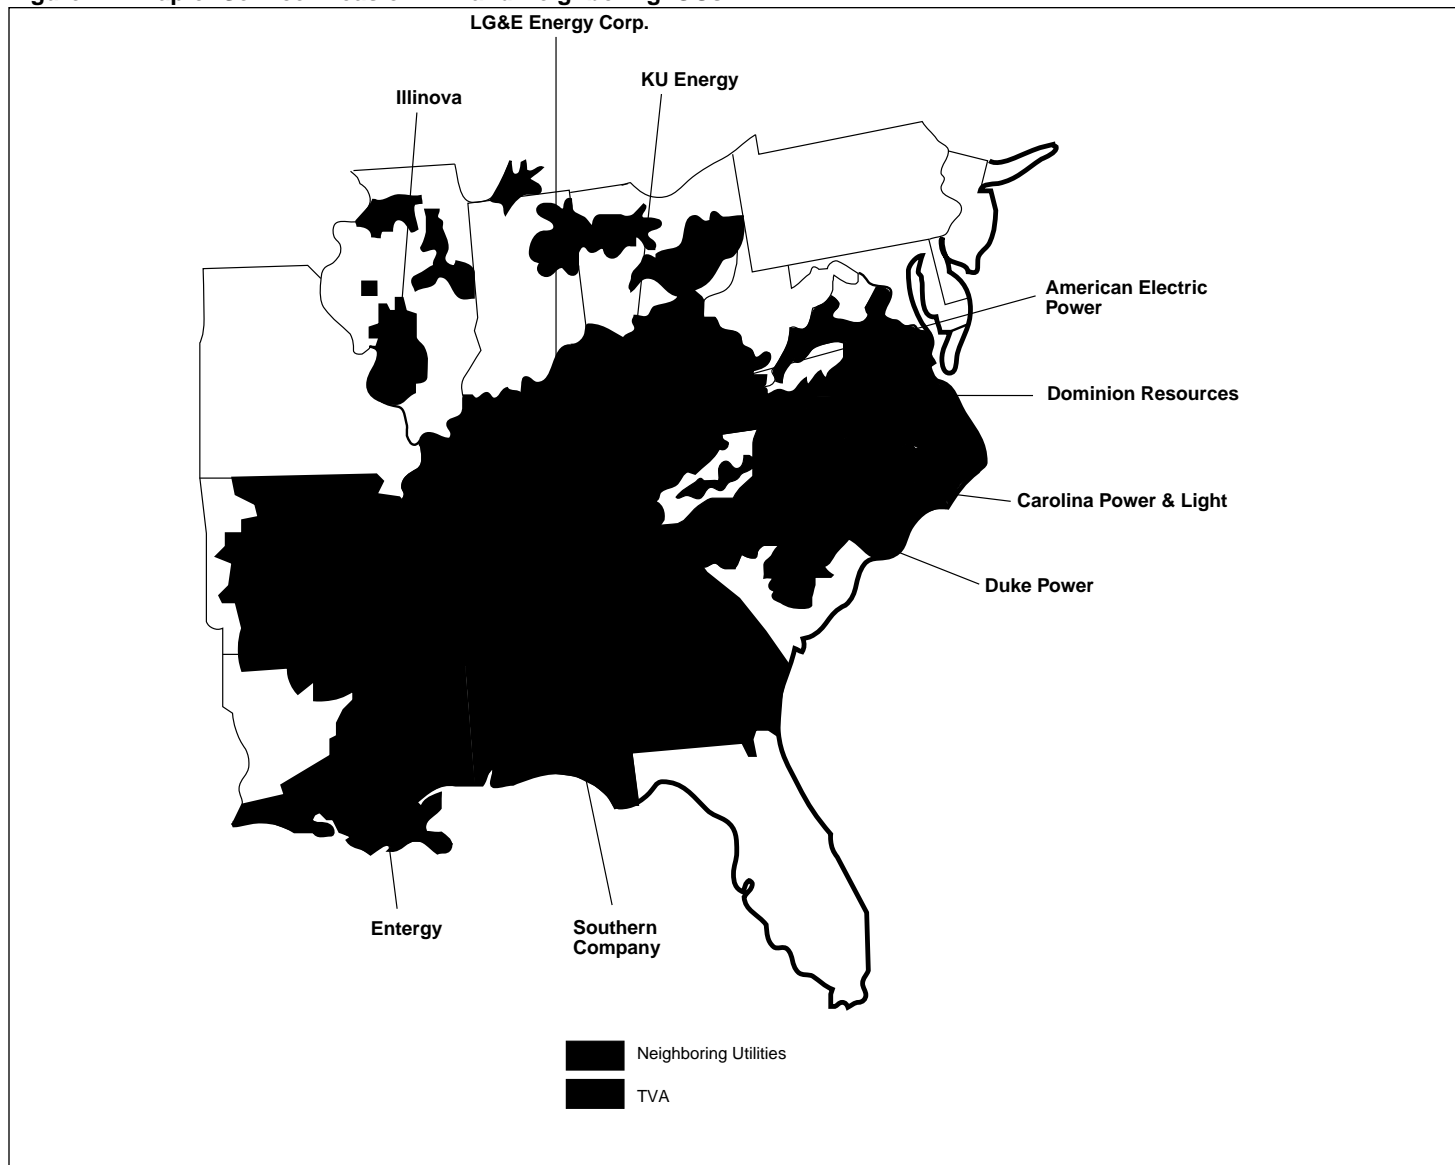 LG&E Energy Corp.
KU Energy
Illinova
American Electric
Power
Dominion Resources
Carolina Power & Light
Duke Power
Entergy
Southern
Company
Neighboring Utilities
TVA